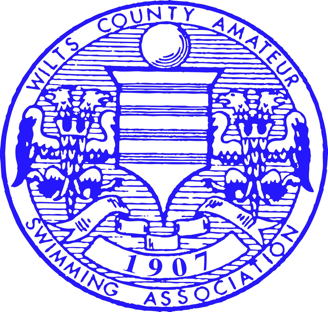 WILTS COUNTY AMATEUR
SWIMMING ASSOCIATION
1907